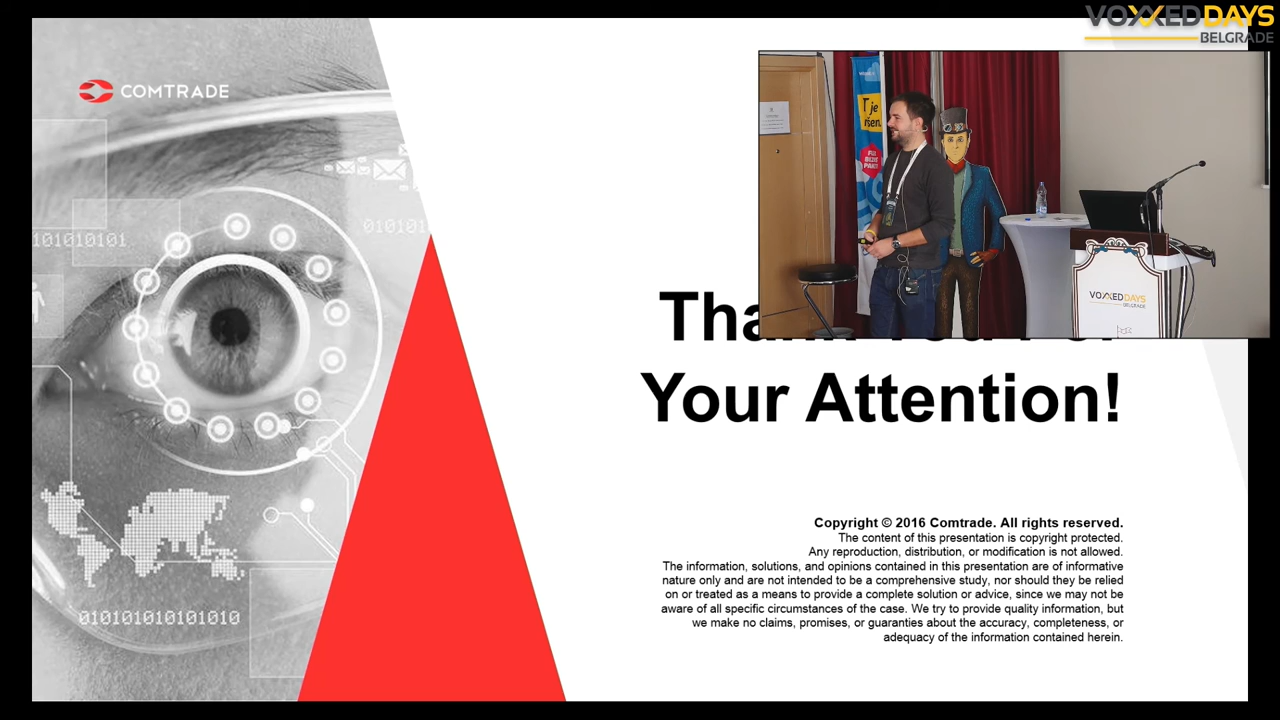 VOXXED DAYS
BELGRADE
COMTRADE
101010101
010101
T je
VOXXED DAYS
BELGRADE
Your Attention!
Copyright © 2016 Comtrade. All rights reserved.
The content of this presentation is copyright protected.
Any reproduction, distribution, or modification is not allowed.
The information, solutions, and opinions contained in this presentation are of informative
nature only and are not intended to be a comprehensive study, nor should they be relied
on or treated as a means to provide a complete solution or advice, since we may not be
aware of all specific circumstances of the case. We try to provide quality information, but
we make no claims, promises, or guaranties about the accuracy, completeness, or
adequacy of the information contained herein.
0101010101010